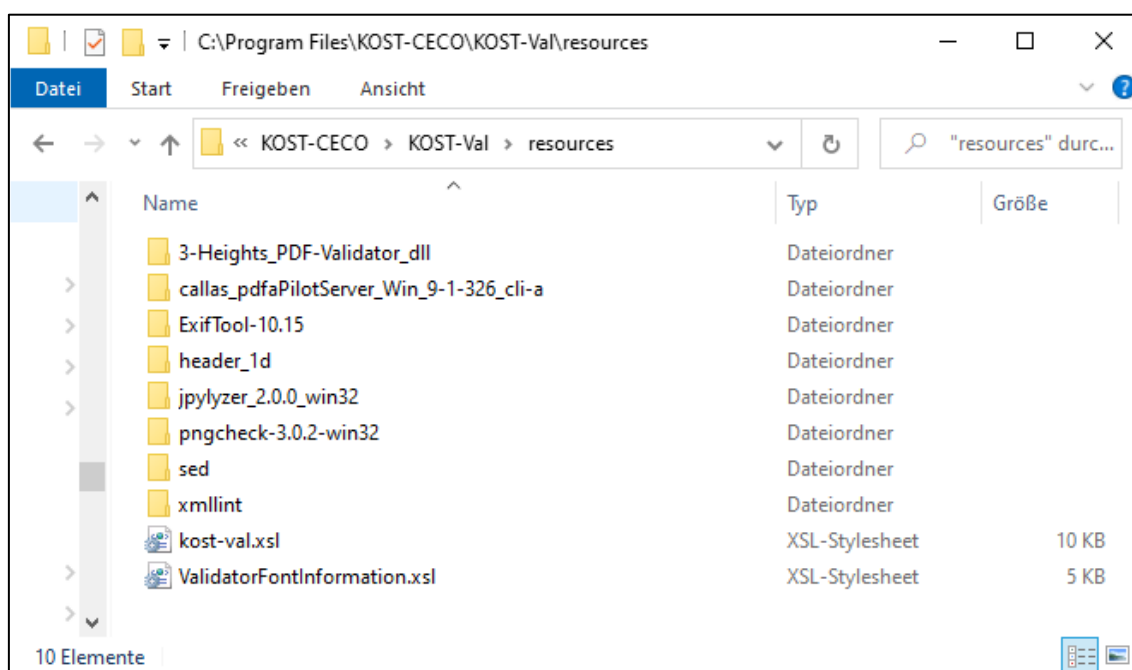 C:\Program Files\KOST-CECO\KOST-Val\resources
Datei Start Freigeben Ansicht ?
« KOST-CECO > KOST-Val > resources "resources" durc...
Name Typ Größe
3-Heights_PDF-Validator_dll Dateiordner
callas_pdfaPilotServer_Win_9-1-326_cli-a Dateiordner
ExifTool-10.15 Dateiordner
header_1d Dateiordner
jpylyzer_2.0.0_win32 Dateiordner
pngcheck-3.0.2-win32 Dateiordner
sed Dateiordner
xmllint Dateiordner
kost-val.xsl XSL-Stylesheet 10 KB
ValidatorFontInformation.xsl XSL-Stylesheet 5 KB
10 Elemente